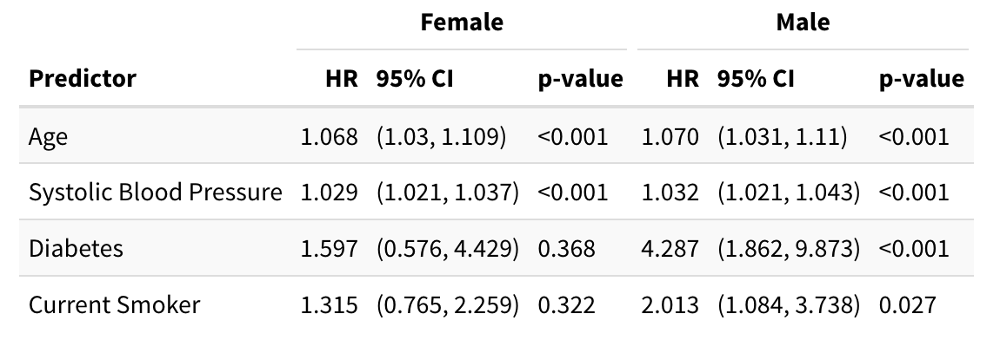 Female Male
Predictor HR 95% CI p-value HR 95% CI p-value
Age 1.068 (1.03, 1.109) <0.001 1.070 (1.031, 1.11) <0.001
Systolic Blood Pressure 1.029 (1.021, 1.037) <0.001 1.032 (1.021, 1.043) <0.001
Diabetes 1.597 (0.576, 4.429) 0.368 4.287 (1.862, 9.873) <0.001
Current Smoker 1.315 (0.765, 2.259) 0.322 2.013 (1.084, 3.738) 0.027